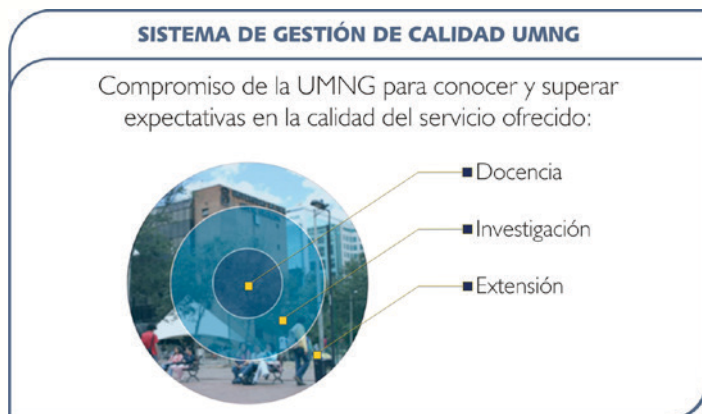 SISTEMA DE GESTIÓN DE CALIDAD UMNG
Compromiso de la UMNG para conocer y superar
expectativas en la calidad del servicio ofrecido:
Docencia
Investigación
Extensión